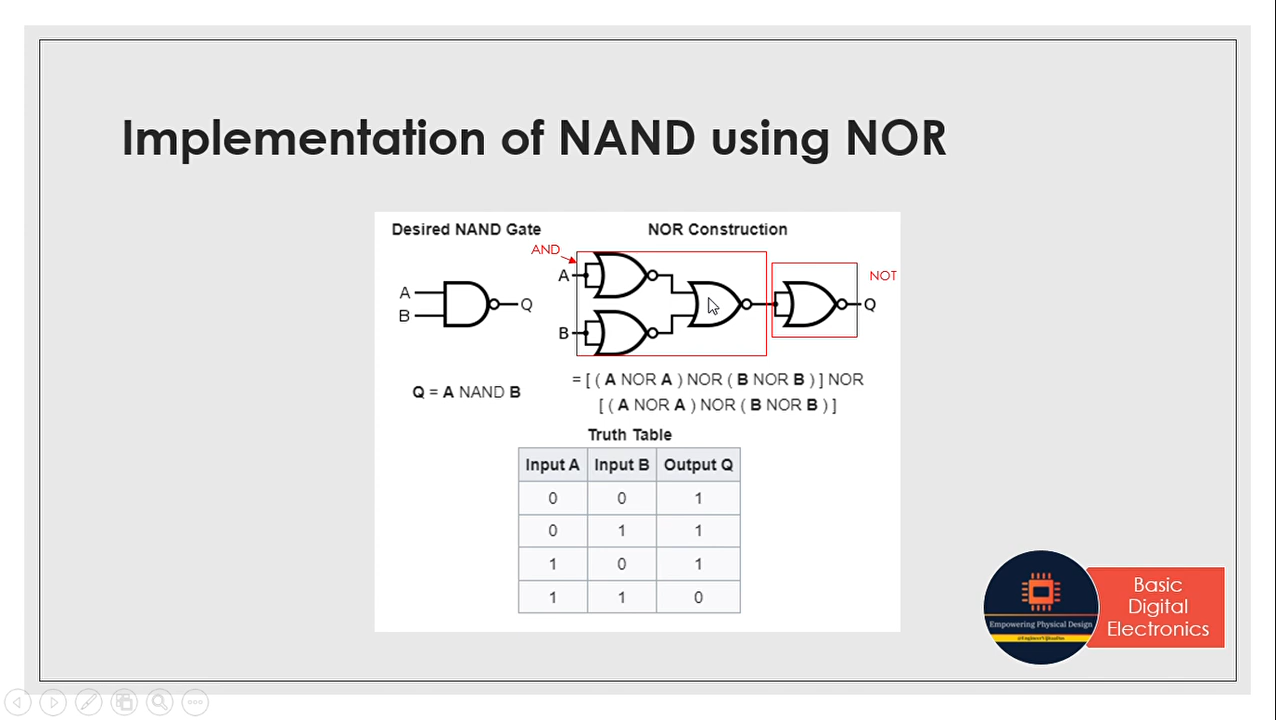 Implementation of NAND using NOR
Desired NAND Gate
NOR Construction
AND
A
B
Q
A
B
NOT
Q
Q = A NAND B
= [ ( A NOR A ) NOR ( B NOR B ) ] NOR
[ ( A NOR A ) NOR ( B NOR B ) ]
Truth Table
Input A Input B Output Q
0 0 1
0 1 1
1 0 1
1 1 0
Empowering Physical Design
Basic
Digital
Electronics